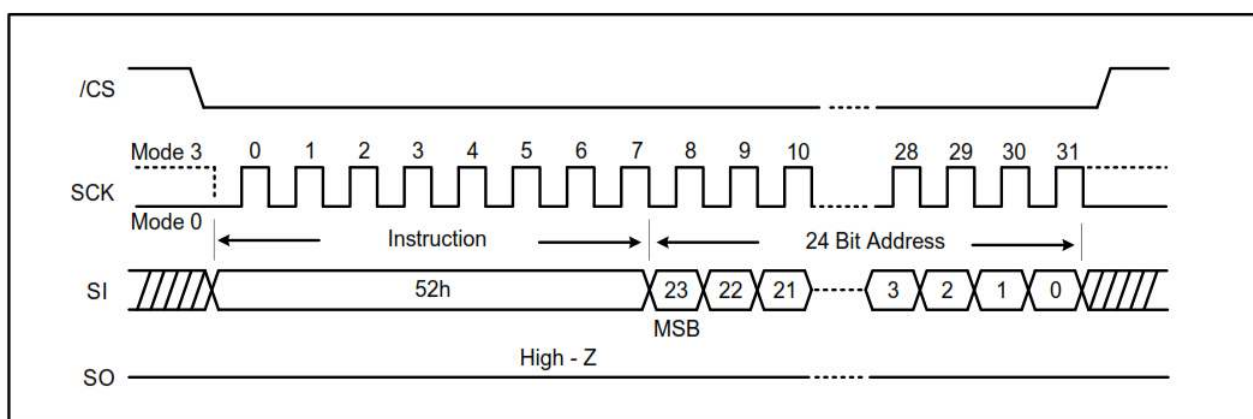 /CS
Mode 3 0 1 2 3 4 5 6 7 8 9 10 28 29 30 31
SCK
Mode 0
Instruction 24 Bit Address
SI 52h 23 22 21 3 2 1 0
MSB
High - Z
SO